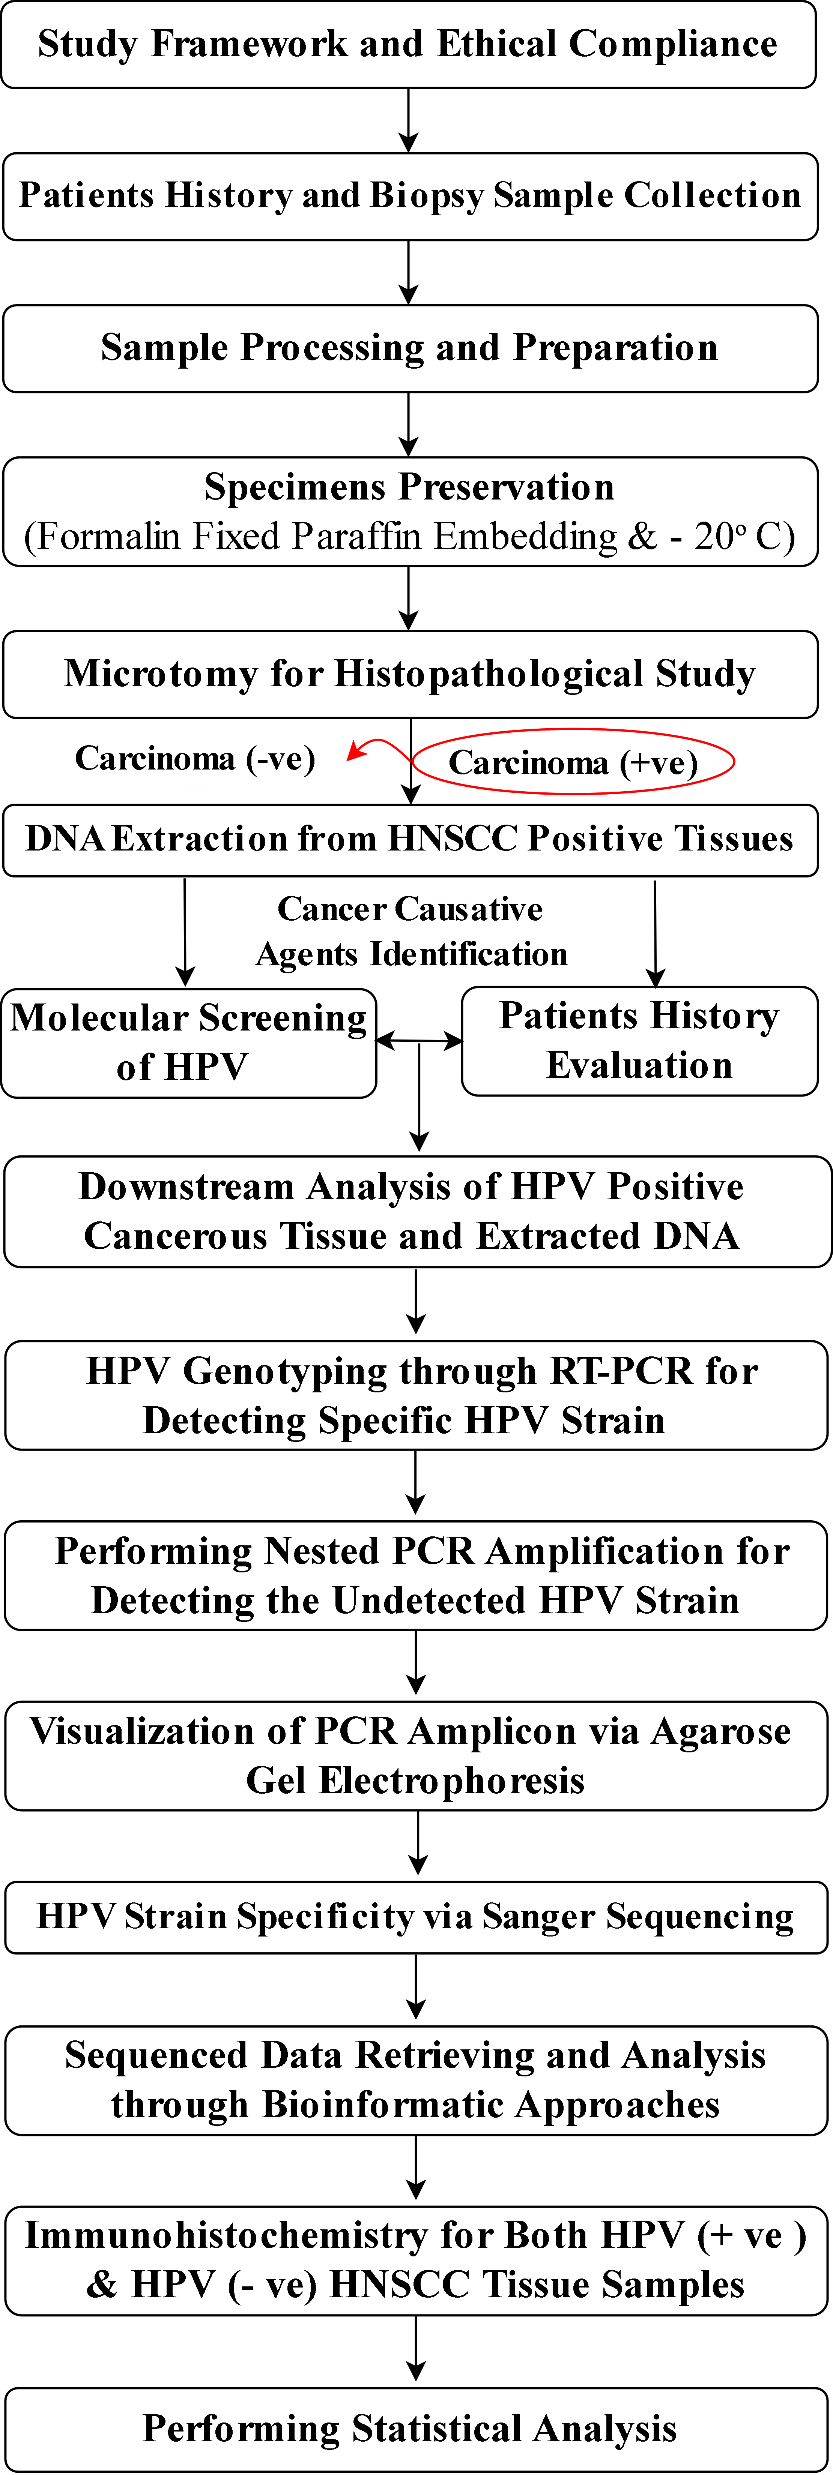 Study Framework and Ethical Compliance
Patients History and Biopsy Sample Collection
Sample Processing and Preparation
Specimens Preservation
(Formalin Fixed Paraffin Embedding & - 20° C)
Microtomy for Histopathological Study
Carcinoma (-ve)
Carcinoma (+ve)
DNA Extraction from HNSCC Positive Tissues
Cancer Causative
Agents Identification
Molecular Screening
of HPV
Patients History
Evaluation
Downstream Analysis of HPV Positive
Cancerous Tissue and Extracted DNA
HPV Genotyping through RT-PCR for
Detecting Specific HPV Strain
Performing Nested PCR Amplification for
Detecting the Undetected HPV Strain
Visualization of PCR Amplicon via Agarose
Gel Electrophoresis
HPV Strain Specificity via Sanger Sequencing
Sequenced Data Retrieving and Analysis
through Bioinformatic Approaches
Immunohistochemistry for Both HPV (+ ve )
& HPV (- ve) HNSCC Tissue Samples
Performing Statistical Analysis